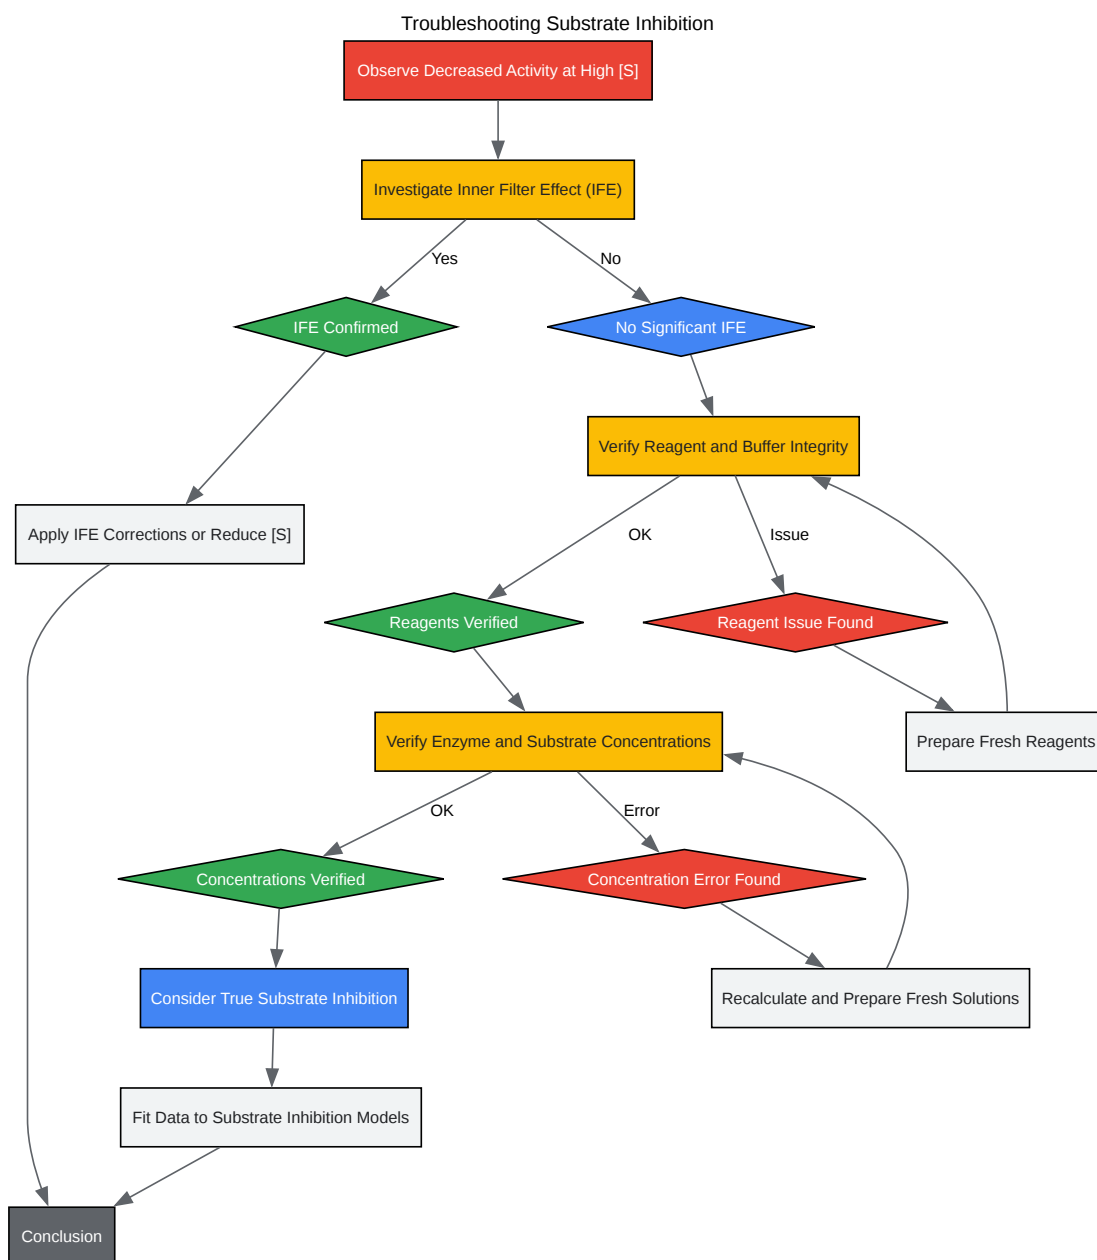 Troubleshooting Substrate Inhibition
Observe Decreased Activity at High [S]
Investigate Inner Filter Effect (IFE)
Yes
No
IFE Confirmed
No Significant IFE
Verify Reagent and Buffer Integrity
Apply IFE Corrections or Reduce [S]
OK
Issue
Reagents Verified
Reagent Issue Found
Verify Enzyme and Substrate Concentrations
Prepare Fresh Reagents
OK
Error
Concentrations Verified
Concentration Error Found
Consider True Substrate Inhibition
Recalculate and Prepare Fresh Solutions
Fit Data to Substrate Inhibition Models
Conclusion